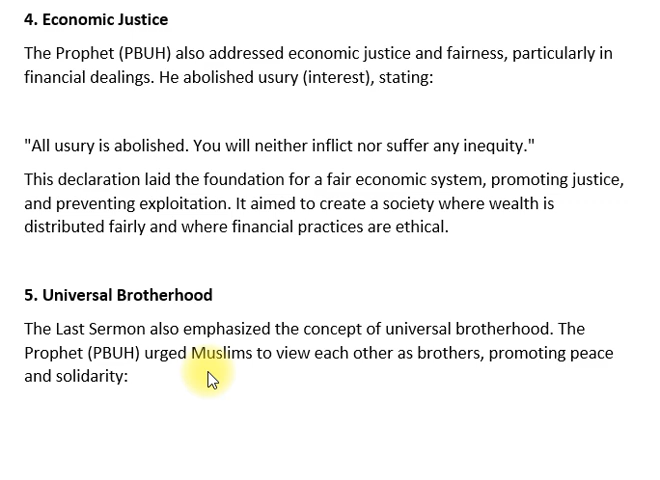 4. Economic Justice
The Prophet (PBUH) also addressed economic justice and fairness, particularly in
financial dealings. He abolished usury (interest), stating:
"All usury is abolished. You will neither inflict nor suffer any inequity."
This declaration laid the foundation for a fair economic system, promoting justice,
and preventing exploitation. It aimed to create a society where wealth is
distributed fairly and where financial practices are ethical.
5. Universal Brotherhood
The Last Sermon also emphasized the concept of universal brotherhood. The
Prophet (PBUH) urged Muslims to view each other as brothers, promoting peace
and solidarity: